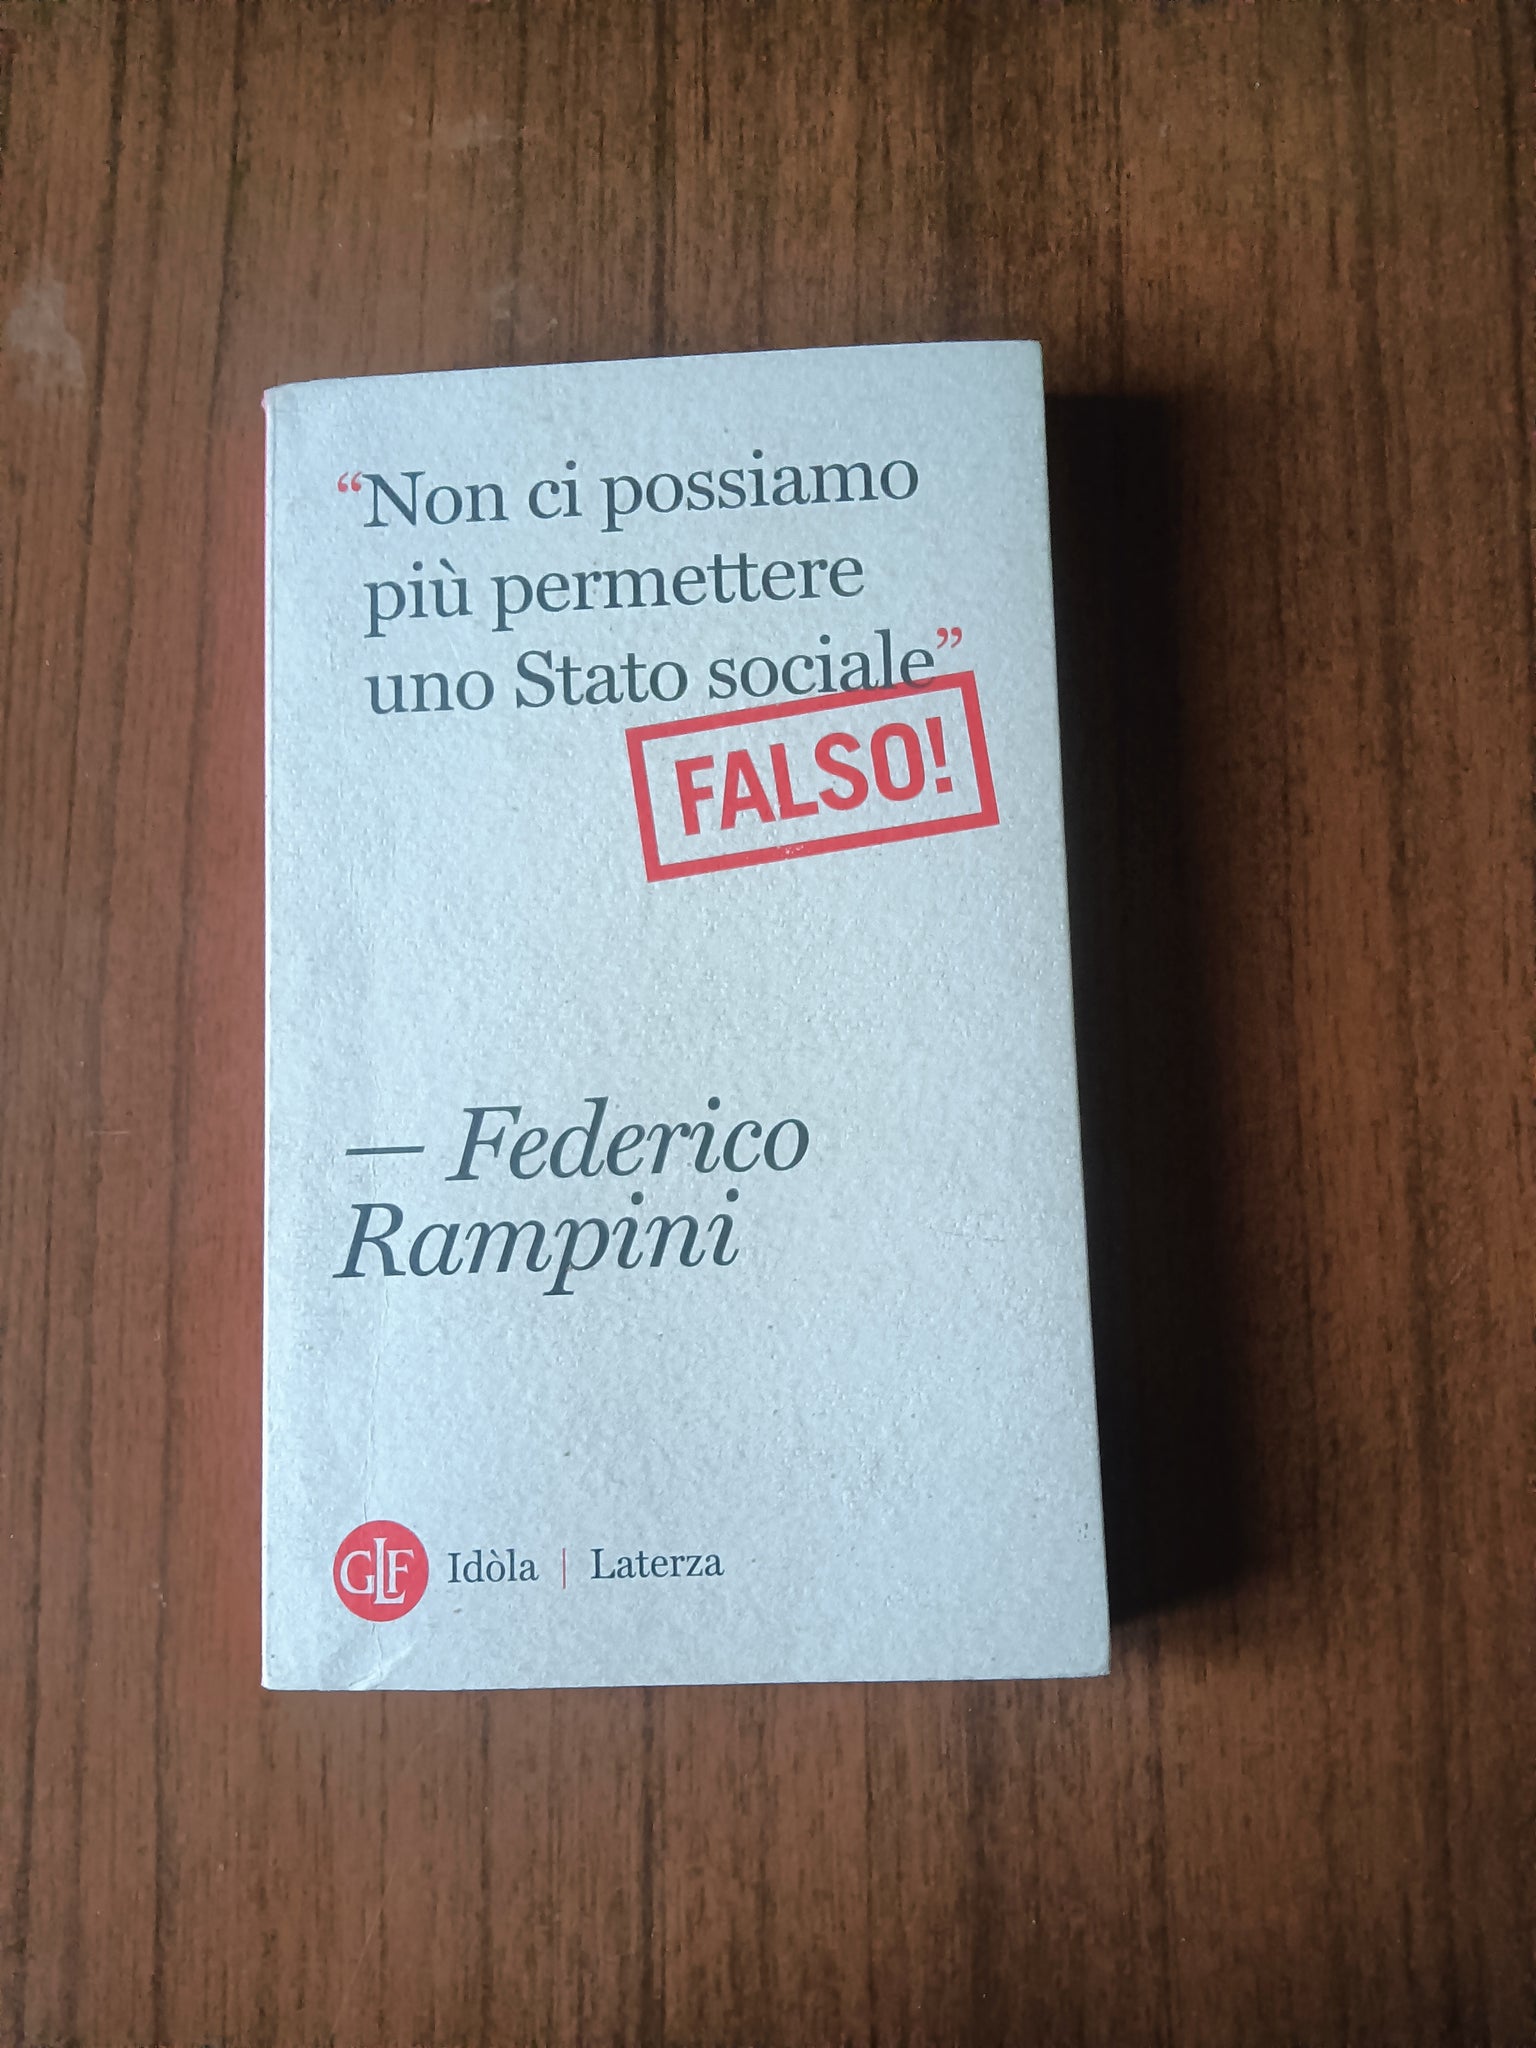 “Non ci possiamo
più permettere
uno Stato sociale”
FALSO!
— Federico
Rampini
GLF Idòla | Laterza